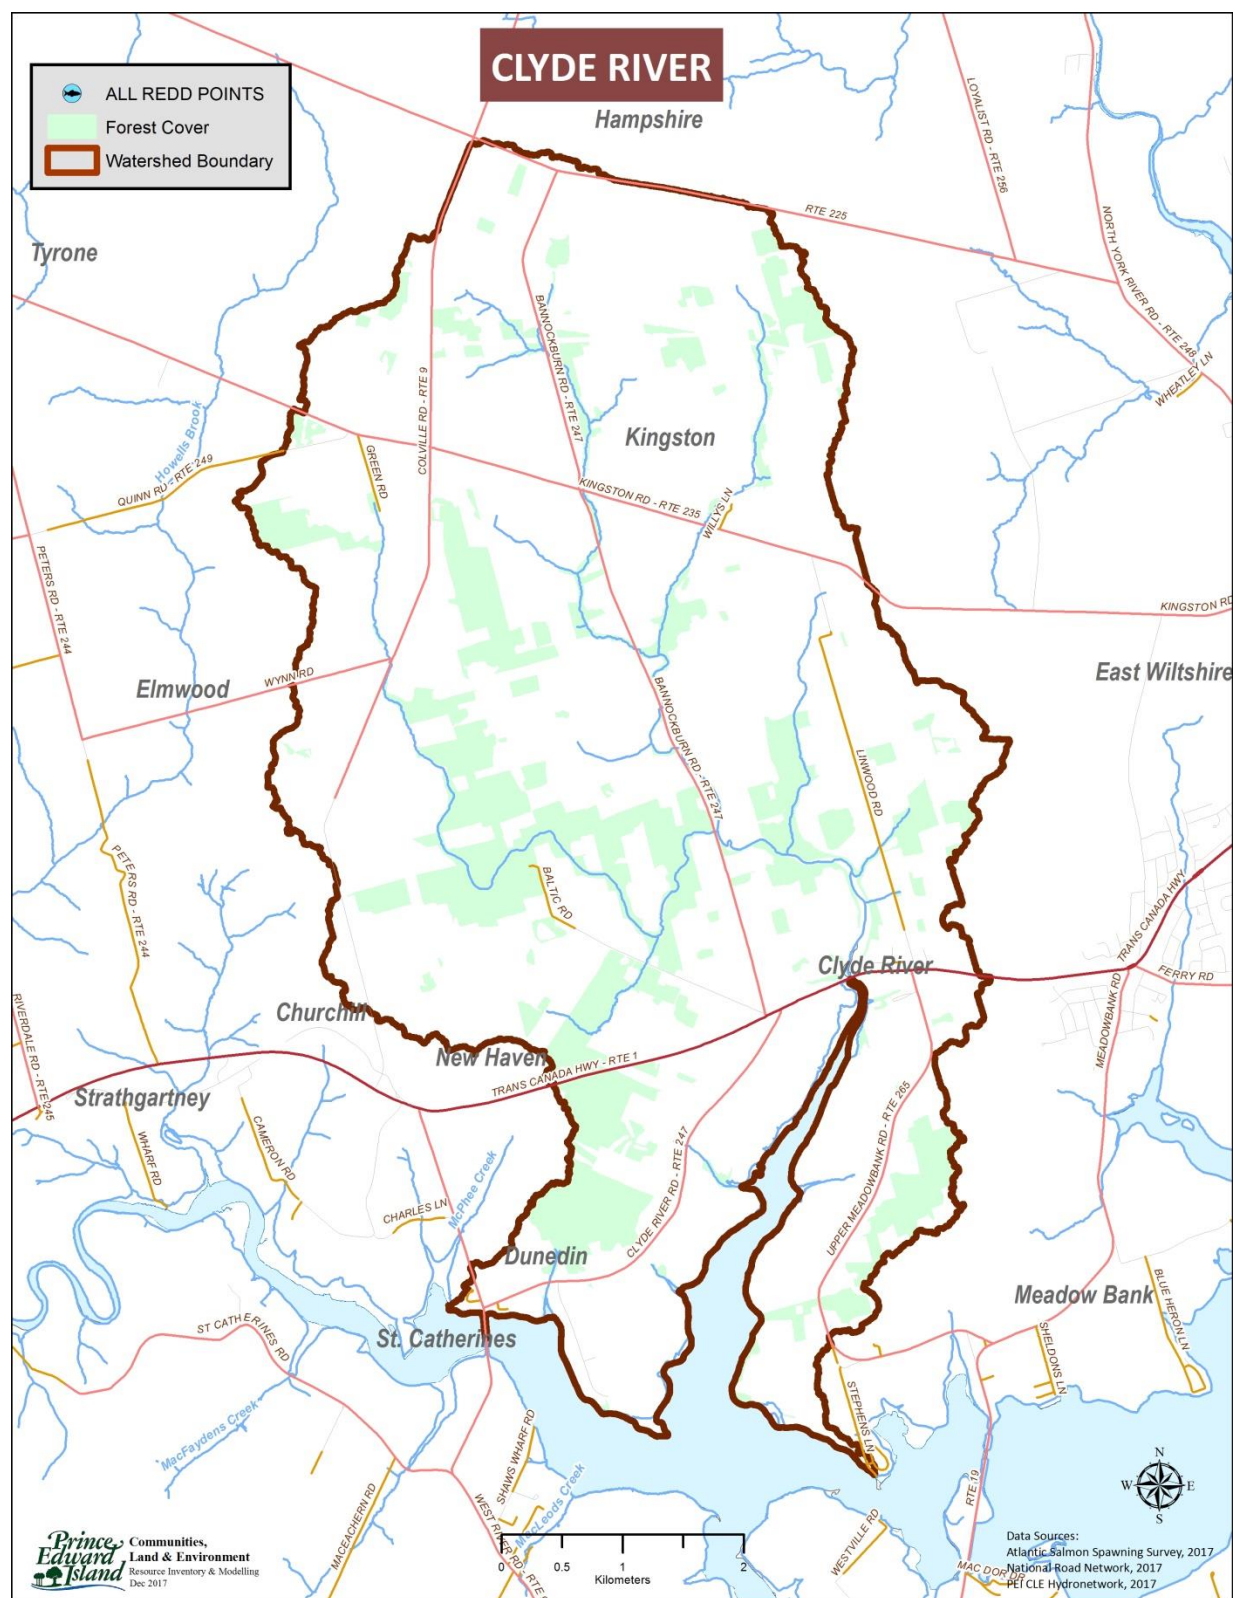 CLYDE RIVER
ALL REDD POINTS
Forest Cover
Watershed Boundary
Hampshire
LOYALIST RD - RTE 256
RTE 225
NORTH YORK RIVER RD - RTE 248
Tyrone
WHEATLEY LN
BANNOCKBURN RD - RTE 247
COLVILLE RD - RTE 9
Howells Brook
Kingston
GREEN RD
QUINN RD - RTE 249
KINGSTON RD - RTE 235
WILLYS LN
PETERS RD - RTE 244
KINGSTON RD
East Wiltshire
Elmwood
WYNN RD
BANNOCKBURN RD - RTE 247
LINWOOD RD
PETERS RD - RTE 244
BALTIC RD
TRANS CANADA HWY
Clyde River
FERRY RD
Churchill
RIVERDALE RD - RTE 245
MEADOWBANK RD
New Haven
TRANS CANADA HWY - RTE 1
Strathgartney
WHARF RD
CAMERON RD
UPPER MEADOWBANK RD - RTE 265
McPhee Creek
CHARLES LN
CLYDE RIVER RD - RTE 247
Dunedin
Meadow Bank
BLUE HERON LN
ST CATHERINES RD
St. Catherines
SHELDONS LN
STEPHENS LN
MacFaydens Creek
SHAWS WHARF RD
MacLeods Creek
MACEACHERN RD
WEST RIVER RD - RTE
RTE 19
WESTVILLE RD
MAC DOR DR
N
W E
S
0 0.5 1 2
Kilometers
Prince
Edward
Island
Communities,
Land & Environment
Resource Inventory & Modelling
Dec 2017
Data Sources:
Atlantic Salmon Spawning Survey, 2017
National Road Network, 2017
PEI CLE Hydronetwork, 2017